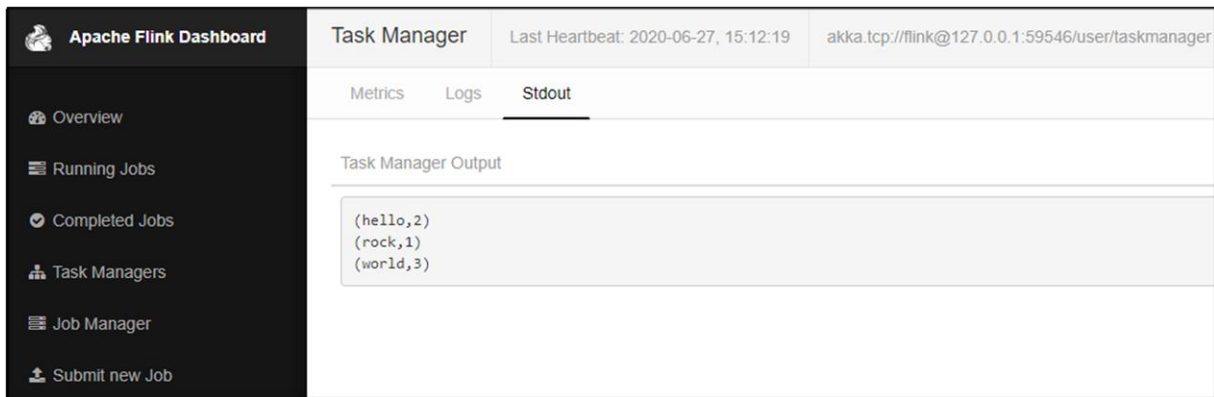 Apache Flink Dashboard
Task Manager
Last Heartbeat: 2020-06-27, 15:12:19
akka.tcp://flink@127.0.0.1:59546/user/taskmanager
Overview
Running Jobs
Completed Jobs
Task Managers
Job Manager
Submit new Job
Metrics
Logs
Stdout
Task Manager Output
(hello,2)
(rock,1)
(world,3)